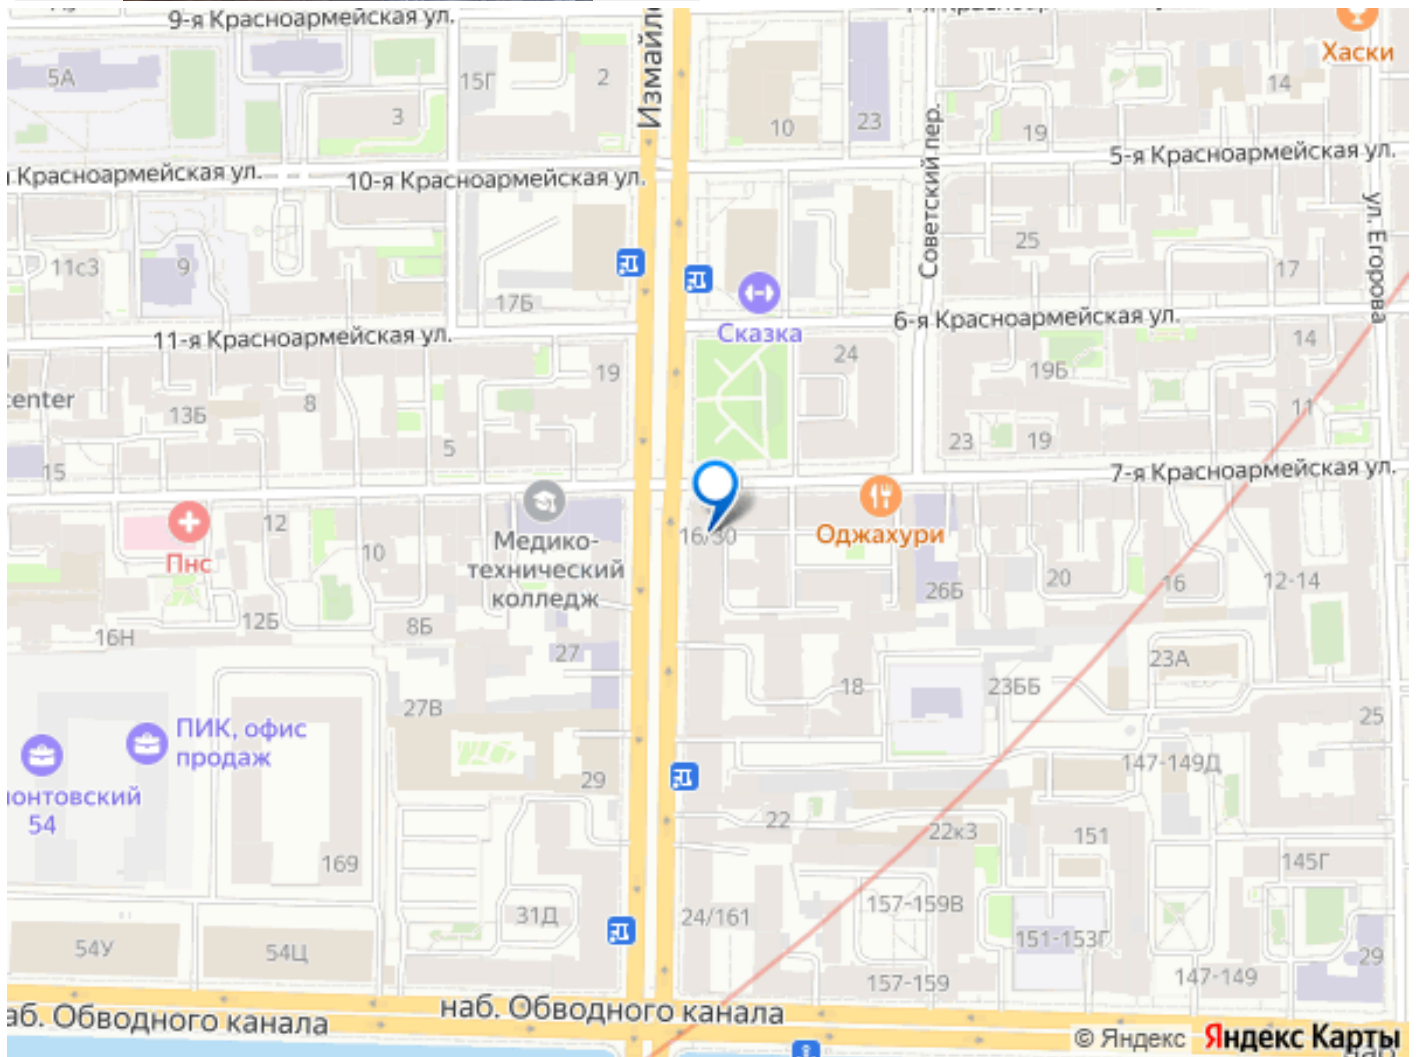 9-я Красноармейская ул.
Измайло
Хаски
5А
15Г
2
14
3
10
23
19
Советский пер.
5-я Красноармейская ул.
Красноармейская ул.
10-я Красноармейская ул.
ул. Егорова
25
11с3
9
17
17Б
Сказка
6-я Красноармейская ул.
11-я Красноармейская ул.
14
24
19
19Б
center
13Б
8
11
5
23
19
15
7-я Красноармейская ул.
12
Медико-
технический
колледж
16/30
Оджахури
Пнс
10
20
16
12-14
26Б
12Б
8Б
16Н
27
23А
18
23ББ
27В
25
ПИК, офис
продаж
147-149Д
29
онтовский
54
22
22к3
151
169
145Г
157-159В
31Д
24/161
151-153Г
54У
54Ц
29
157-159
147-149
наб. Обводного канала
аб. Обводного канала
© Яндекс Яндекс Карты